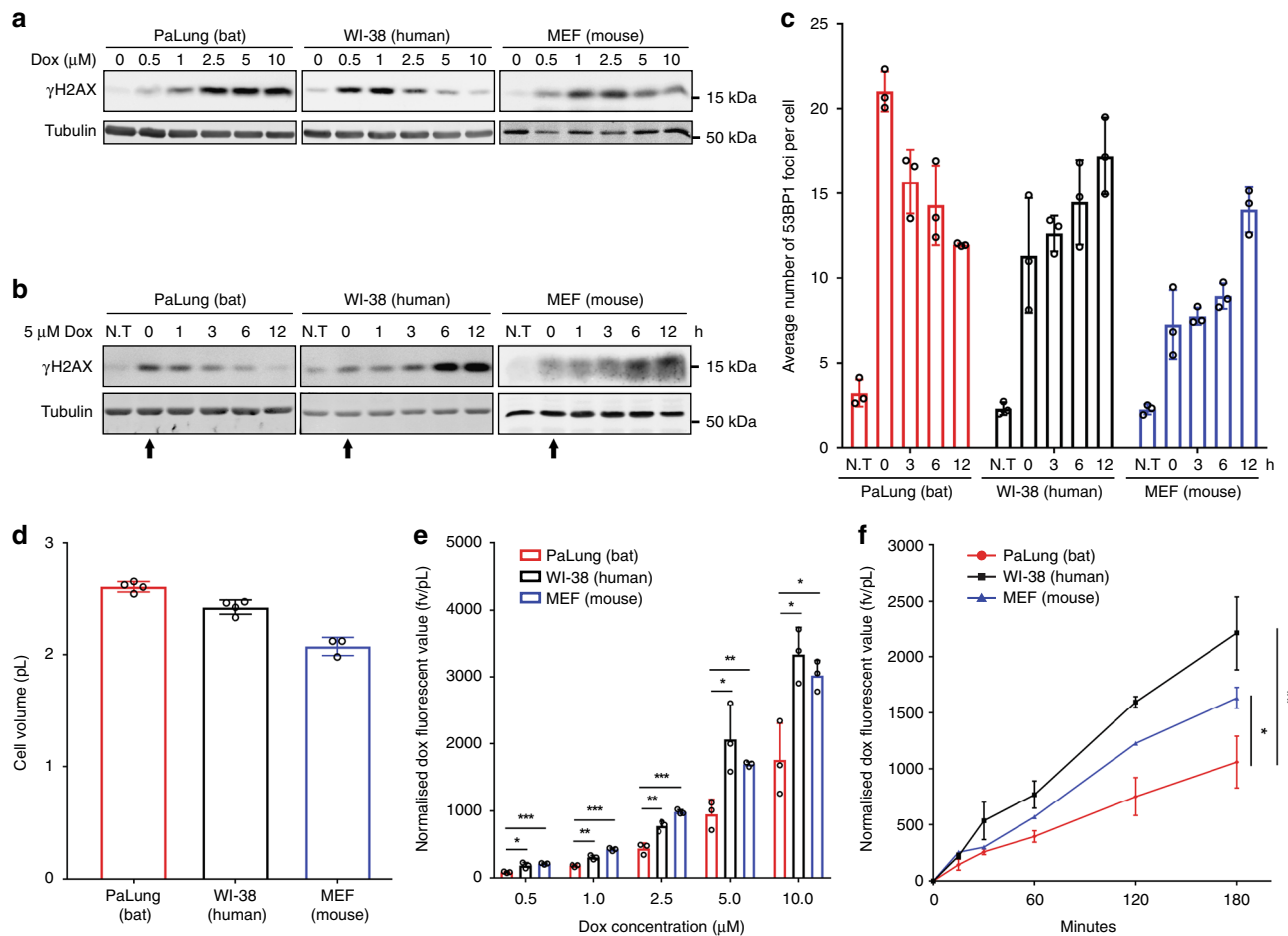 a
PaLung (bat) WI-38 (human) MEF (mouse)
Dox (μM) 0 0.5 1 2.5 5 10 0 0.5 1 2.5 5 10 0 0.5 1 2.5 5 10
γH2AX
15 kDa
Tubulin
50 kDa
b
PaLung (bat) WI-38 (human) MEF (mouse)
5 μM Dox N.T 0 1 3 6 12 N.T 0 1 3 6 12 N.T 0 1 3 6 12 h
γH2AX
15 kDa
Tubulin
50 kDa
c
Average number of 53BP1 foci per cell
25
20
15
10
5
0
N.T 0 3 6 12 N.T 0 3 6 12 N.T 0 3 6 12 h
PaLung (bat) WI-38 (human) MEF (mouse)
d
Cell volume (pL)
3
2
1
0
PaLung (bat) WI-38 (human) MEF (mouse)
e
Normalised dox fluorescent value (fv/pL)
5000
4000
3000
2000
1000
0
PaLung (bat)
WI-38 (human)
MEF (mouse)
*** * *** ** *** ** ** * * *
0.5 1.0 2.5 5.0 10.0
Dox concentration (μM)
f
Normalised dox fluorescent value (fv/pL)
3000
2500
2000
1500
1000
500
0
PaLung (bat)
WI-38 (human)
MEF (mouse)
*
0 60 120 180
Minutes